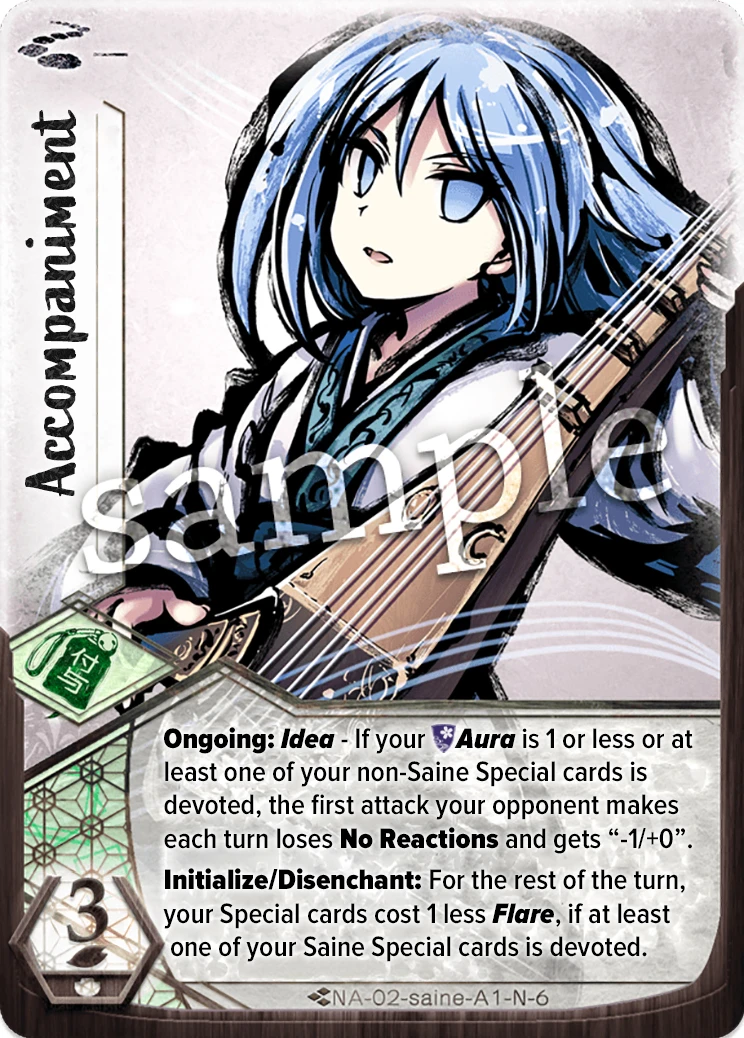 Accompaniment
sample
付与
Ongoing: Idea - If your Aura is 1 or less or at
least one of your non-Saine Special cards is
devoted, the first attack your opponent makes
each turn loses No Reactions and gets “-1/+0”.
Initialize/Disenchant: For the rest of the turn,
your Special cards cost 1 less Flare, if at least
one of your Saine Special cards is devoted.
3
NA-02-saine-A1-N-6